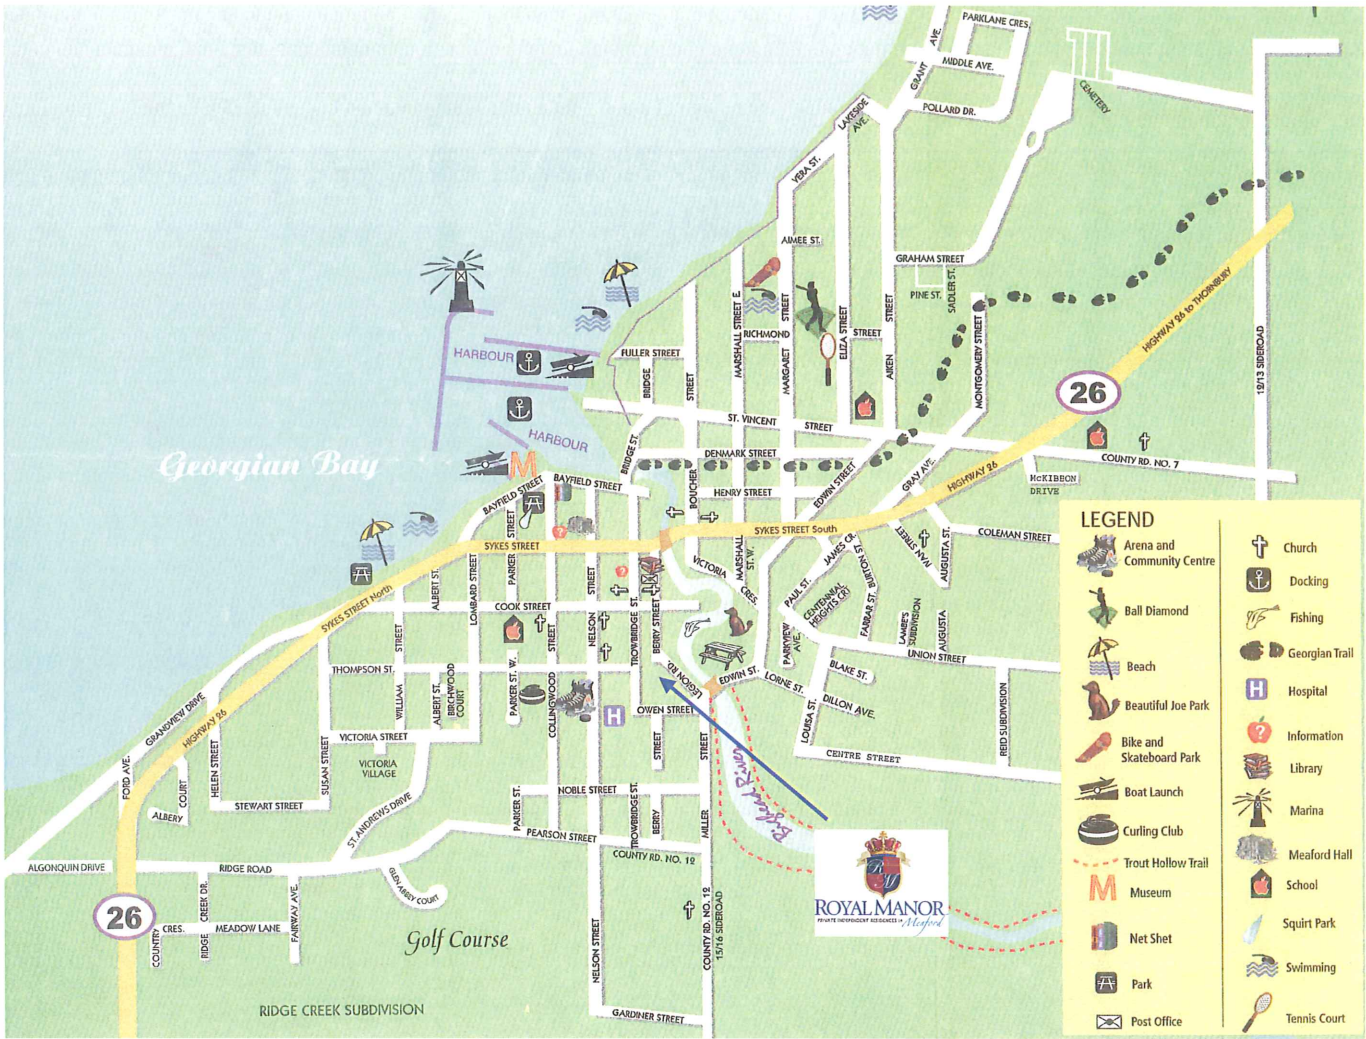 PARKLANE CRES.
GRANT AVE.
MIDDLE AVE.
POLLARD DR.
CEMETERY
LAKESIDE AVE.
VERA ST.
AIMEE ST.
GRAHAM STREET
PINE ST.
SADLER ST.
HIGHWAY 26 to THORNBURY
12/13 SIDEROAD
HARBOUR
FULLER STREET
BRIDGE
STREET
MARSHALL STREET E.
RICHMOND
STREET
MARGARET
STREET
ELIZA STREET
AIKEN
STREET
MONTGOMERY STREET
26
ST. VINCENT
STREET
HARBOUR
BRIDGE ST.
DENMARK STREET
COUNTY RD. NO. 7
Georgian Bay
M
BAYFIELD STREET
BAYFIELD STREET
BOUCHER
HENRY STREET
EDWIN STREET
GRAY AVE.
HIGHWAY 26
McKIBBON
DRIVE
SYKES STREET
SYKES STREET South
SYKES STREET North
PARKER
STREET
VICTORIA
CRES.
MARSHALL
ST. W.
JAMES CR.
BURTON ST
IVAN STREET
AUGUSTA ST.
COLEMAN STREET
ALBERT ST.
LOMBARD STREET
PARKER
STREET
COOK STREET
NELSON
STREET
TROWBRIDGE ST.
BERRY STREET
PAUL ST.
CENTENNIAL
HEIGHTS CRT
FARRAR ST.
LAMBE'S
SUBDIVISION
AUGUSTA
PARKVIEW
AVE.
UNION STREET
THOMPSON ST.
WILLIAM
STREET
ALBERT ST.
BIRCHWOOD
COURT
PARKER ST. W.
COLLINGWOOD
STREET
LEGION RD.
EDWIN ST.
LORNE ST.
BLAKE ST.
DILLON AVE.
LOUISA ST.
REID SUBDIVISION
GRANDVIEW DRIVE
HIGHWAY 26
H
OWEN STREET
VICTORIA STREET
VICTORIA
VILLAGE
CENTRE STREET
FORD AVE.
COURT
ALBERY
HELEN STREET
SUSAN STREET
STEWART STREET
ST. ANDREWS DRIVE
STREET
STREET
Bighead River
PARKER ST.
NOBLE STREET
TROWBRIDGE ST.
BERRY
MILLER
PEARSON STREET
COUNTY RD. NO. 12
ALGONQUIN DRIVE
RIDGE ROAD
GLEN ABBEY COURT
26
COUNTRY
CRES.
RIDGE
CREEK DR.
MEADOW LANE
FAIRWAY AVE.
Golf Course
NELSON STREET
COUNTY RD. NO. 12
15/16 SIDEROAD
RIDGE CREEK SUBDIVISION
GARDINER STREET
RM
ROYAL MANOR
PRIVATE INDEPENDENT RESIDENCES IN
Meaford
LEGEND
Arena and
Community Centre
Ball Diamond
Beach
Beautiful Joe Park
Bike and
Skateboard Park
Boat Launch
Curling Club
Trout Hollow Trail
M Museum
Net Shet
Park
Post Office
Church
Docking
Fishing
Georgian Trail
H Hospital
? Information
Library
Marina
Meaford Hall
School
Squirt Park
Swimming
Tennis Court